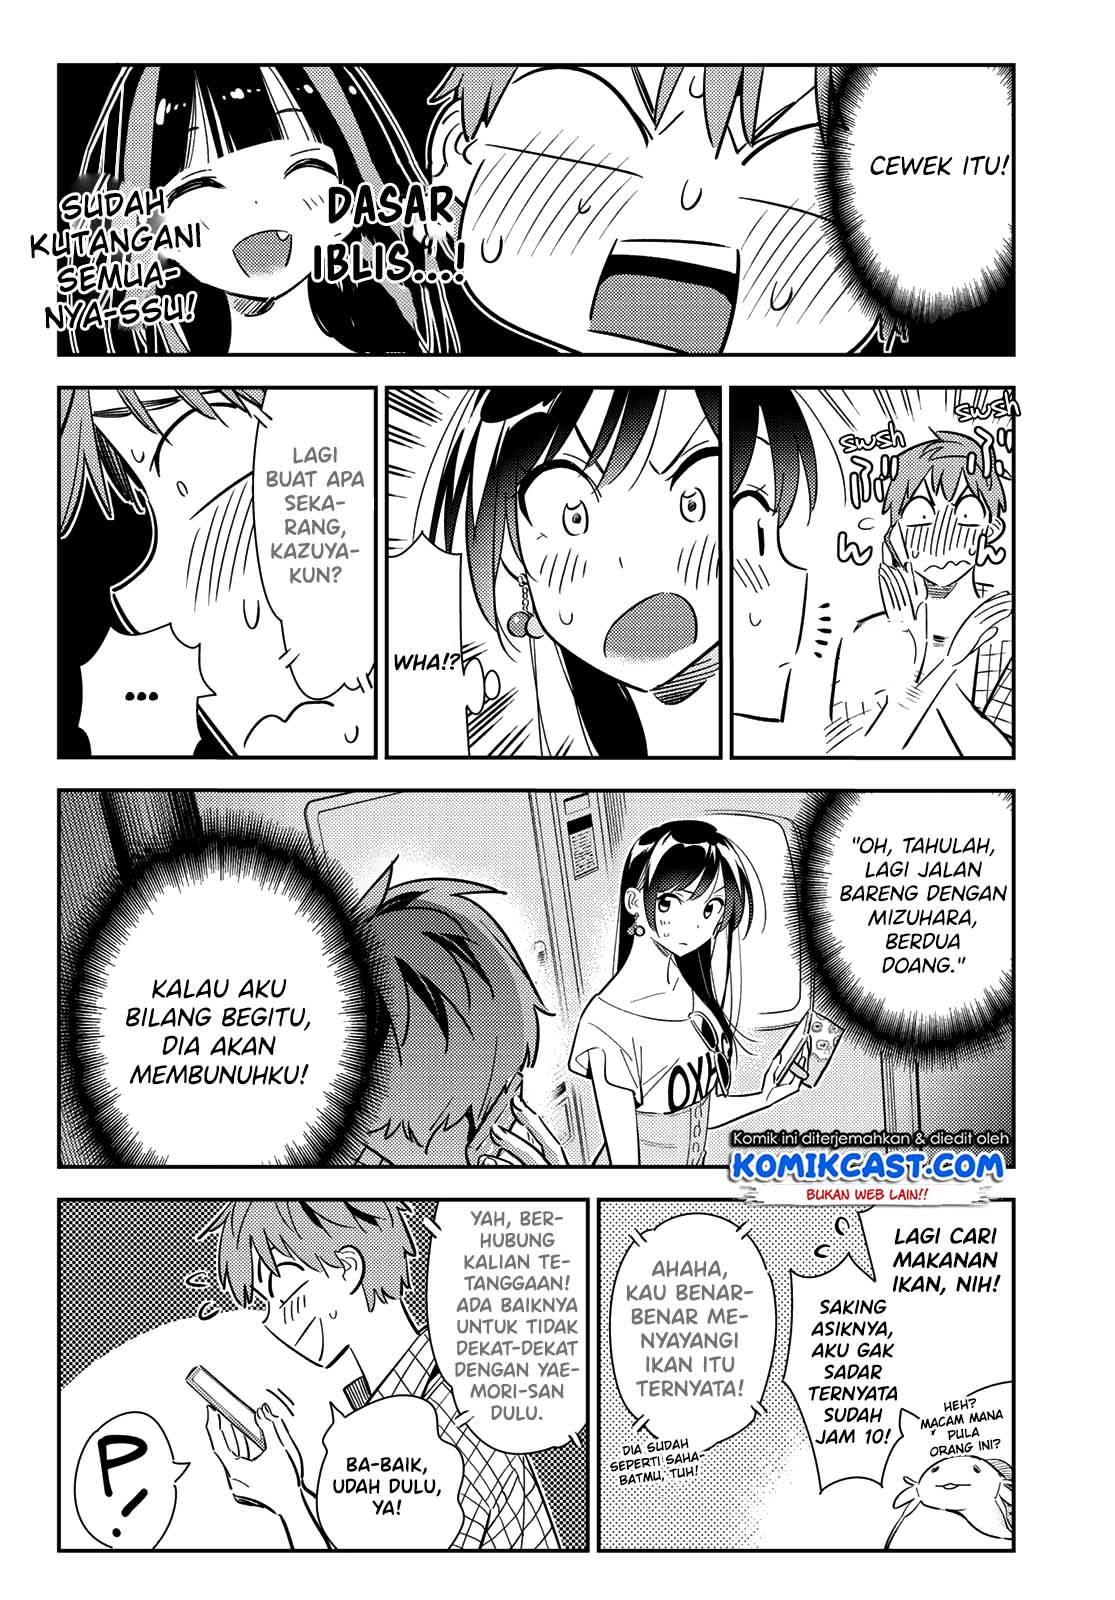 CEWEK ITU!
DASAR
IBLIS...!
SUDAH
KUTANGANI
SEMUA-
NYA-SSU!
swsh
swsh
WHA!?
LAGI
BUAT APA
SEKA-
RANG,
KAZUYA-
KUN?
...
"OH, TAHULAH,
LAGI JALAN
BARENG DENGAN
MIZUHARA,
BERDUA
DOANG."
OXH
KALAU AKU
BILANG BEGITU,
DIA AKAN
MEMBUNUHKU!
Komik ini diterjemahkan & diedit oleh
KOMIKCAST.COM
BUKAN WEB LAIN!!
LAGI CARI
MAKANAN
IKAN, NIH!
SAKING
ASIKNYA,
AKU GAK
SADAR
TERNYATA
SUDAH
JAM 10!
HEH?
MACAM MANA
PULA
ORANG INI?
AHAHA,
KAU BENAR-
BENAR ME-
NYAYANGI
IKAN ITU
TERNYATA!
DIA SUDAH
SEPERTI SAHA-
BATMU, TUH!
YAH, BER-
HUBUNG
KALIAN TE-
TANGGAAN!
ADA BAIKNYA
UNTUK TIDAK
DEKAT-DEKAT
DENGAN YAE-
MORI-SAN
DULU.
BA-BAIK,
UDAH DULU,
YA!
P!